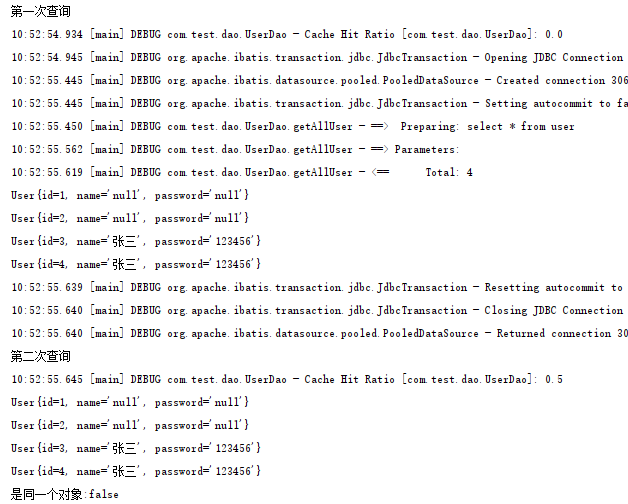 第一次查询
10:52:54.934 [main] DEBUG com.test.dao.UserDao - Cache Hit Ratio [com.test.dao.UserDao]: 0.0
10:52:54.945 [main] DEBUG org.apache.ibatis.transaction.jdbc.JdbcTransaction - Opening JDBC Connection
10:52:55.445 [main] DEBUG org.apache.ibatis.datasource.pooled.PooledDataSource - Created connection 306
10:52:55.445 [main] DEBUG org.apache.ibatis.transaction.jdbc.JdbcTransaction - Setting autocommit to fa
10:52:55.450 [main] DEBUG com.test.dao.UserDao.getAllUser - ==>  Preparing: select * from user
10:52:55.562 [main] DEBUG com.test.dao.UserDao.getAllUser - ==> Parameters:
10:52:55.619 [main] DEBUG com.test.dao.UserDao.getAllUser - <==      Total: 4
User{id=1, name='null', password='null'}
User{id=2, name='null', password='null'}
User{id=3, name='张三', password='123456'}
User{id=4, name='张三', password='123456'}
10:52:55.639 [main] DEBUG org.apache.ibatis.transaction.jdbc.JdbcTransaction - Resetting autocommit to
10:52:55.640 [main] DEBUG org.apache.ibatis.transaction.jdbc.JdbcTransaction - Closing JDBC Connection
10:52:55.640 [main] DEBUG org.apache.ibatis.datasource.pooled.PooledDataSource - Returned connection 30
第二次查询
10:52:55.645 [main] DEBUG com.test.dao.UserDao - Cache Hit Ratio [com.test.dao.UserDao]: 0.5
User{id=1, name='null', password='null'}
User{id=2, name='null', password='null'}
User{id=3, name='张三', password='123456'}
User{id=4, name='张三', password='123456'}
是同一个对象:false